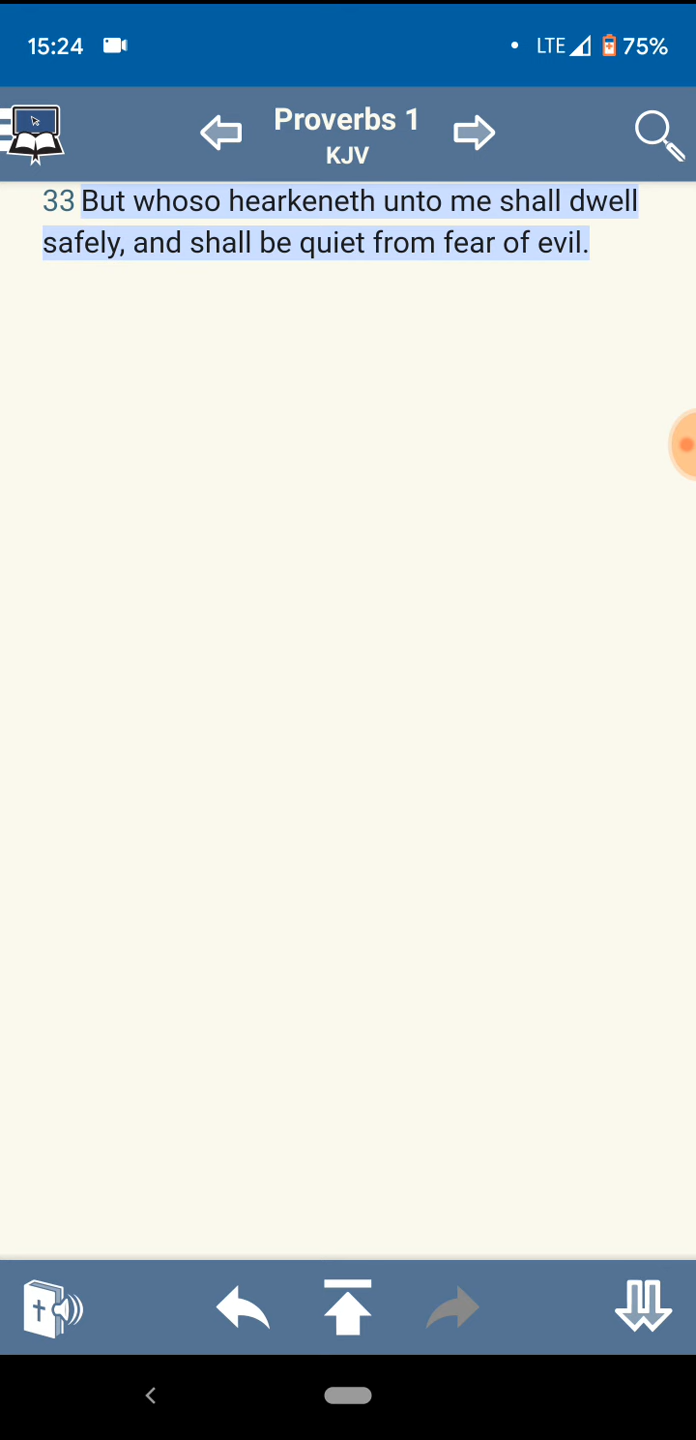 15:24 LTE 75%
Proverbs 1
KJV
33 But whoso hearkeneth unto me shall dwell
safely, and shall be quiet from fear of evil.